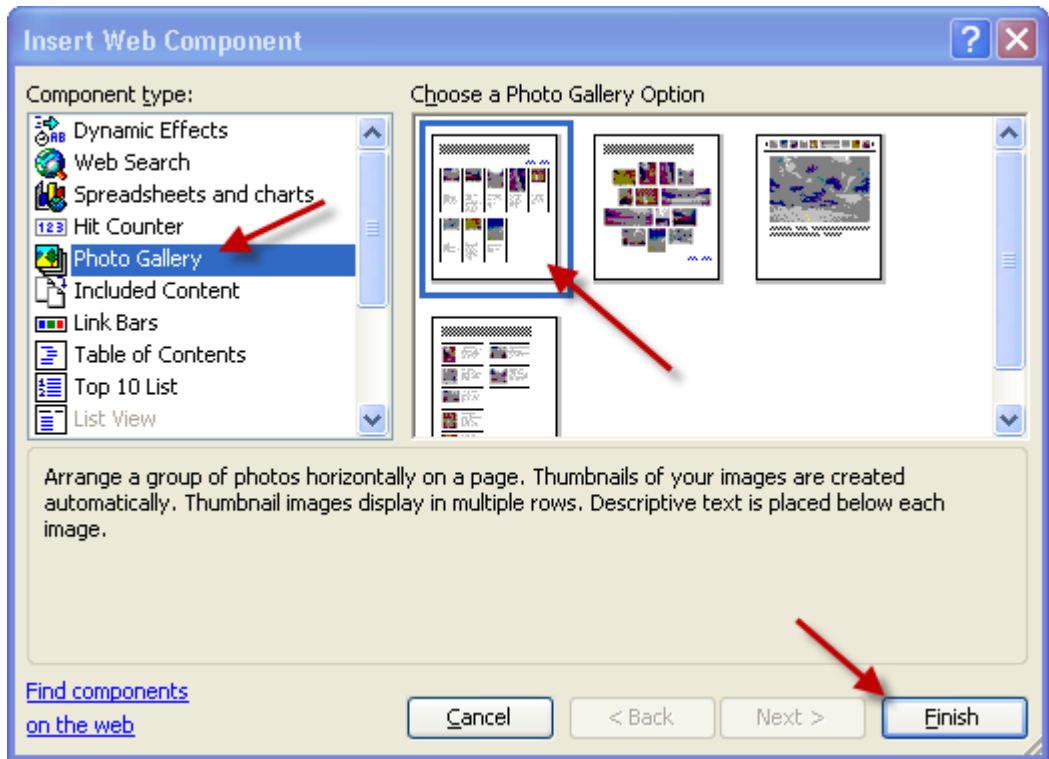 Insert Web Component
Component type:
Choose a Photo Gallery Option
Dynamic Effects
Web Search
Spreadsheets and charts
123 Hit Counter
Photo Gallery
Included Content
Link Bars
Table of Contents
Top 10 List
List View
Arrange a group of photos horizontally on a page. Thumbnails of your images are created
automatically. Thumbnail images display in multiple rows. Descriptive text is placed below each
image.
Find components
on the web
Cancel
< Back
Next >
Finish